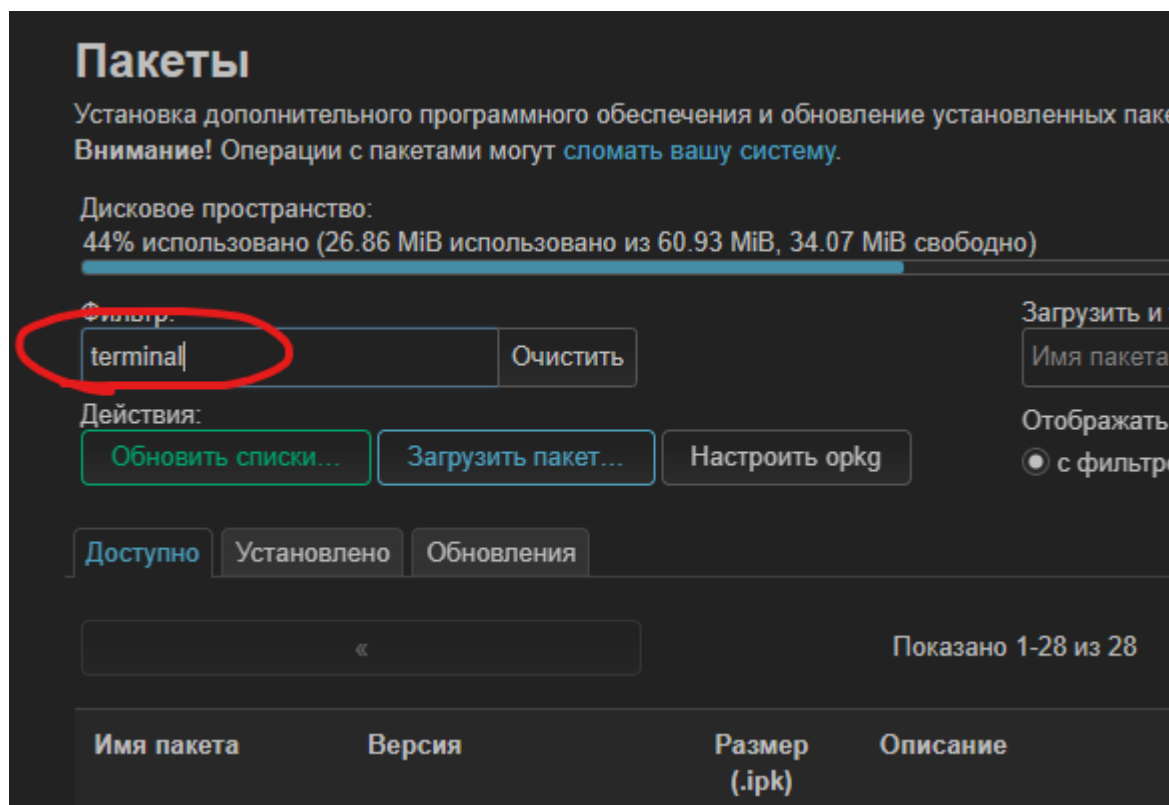 Пакеты
Установка дополнительного программного обеспечения и обновление установленных паке
Внимание! Операции с пакетами могут сломать вашу систему.
Дисковое пространство:
44% использовано (26.86 MiB использовано из 60.93 MiB, 34.07 MiB свободно)
Фильтр:
Загрузить и
terminal
Очистить
Имя пакета
Действия:
Отображать
Обновить списки... Загрузить пакет... Настроить opkg
с фильтро
Доступно Установлено Обновления
«
Показано 1-28 из 28
Имя пакета Версия Размер (.ipk) Описание